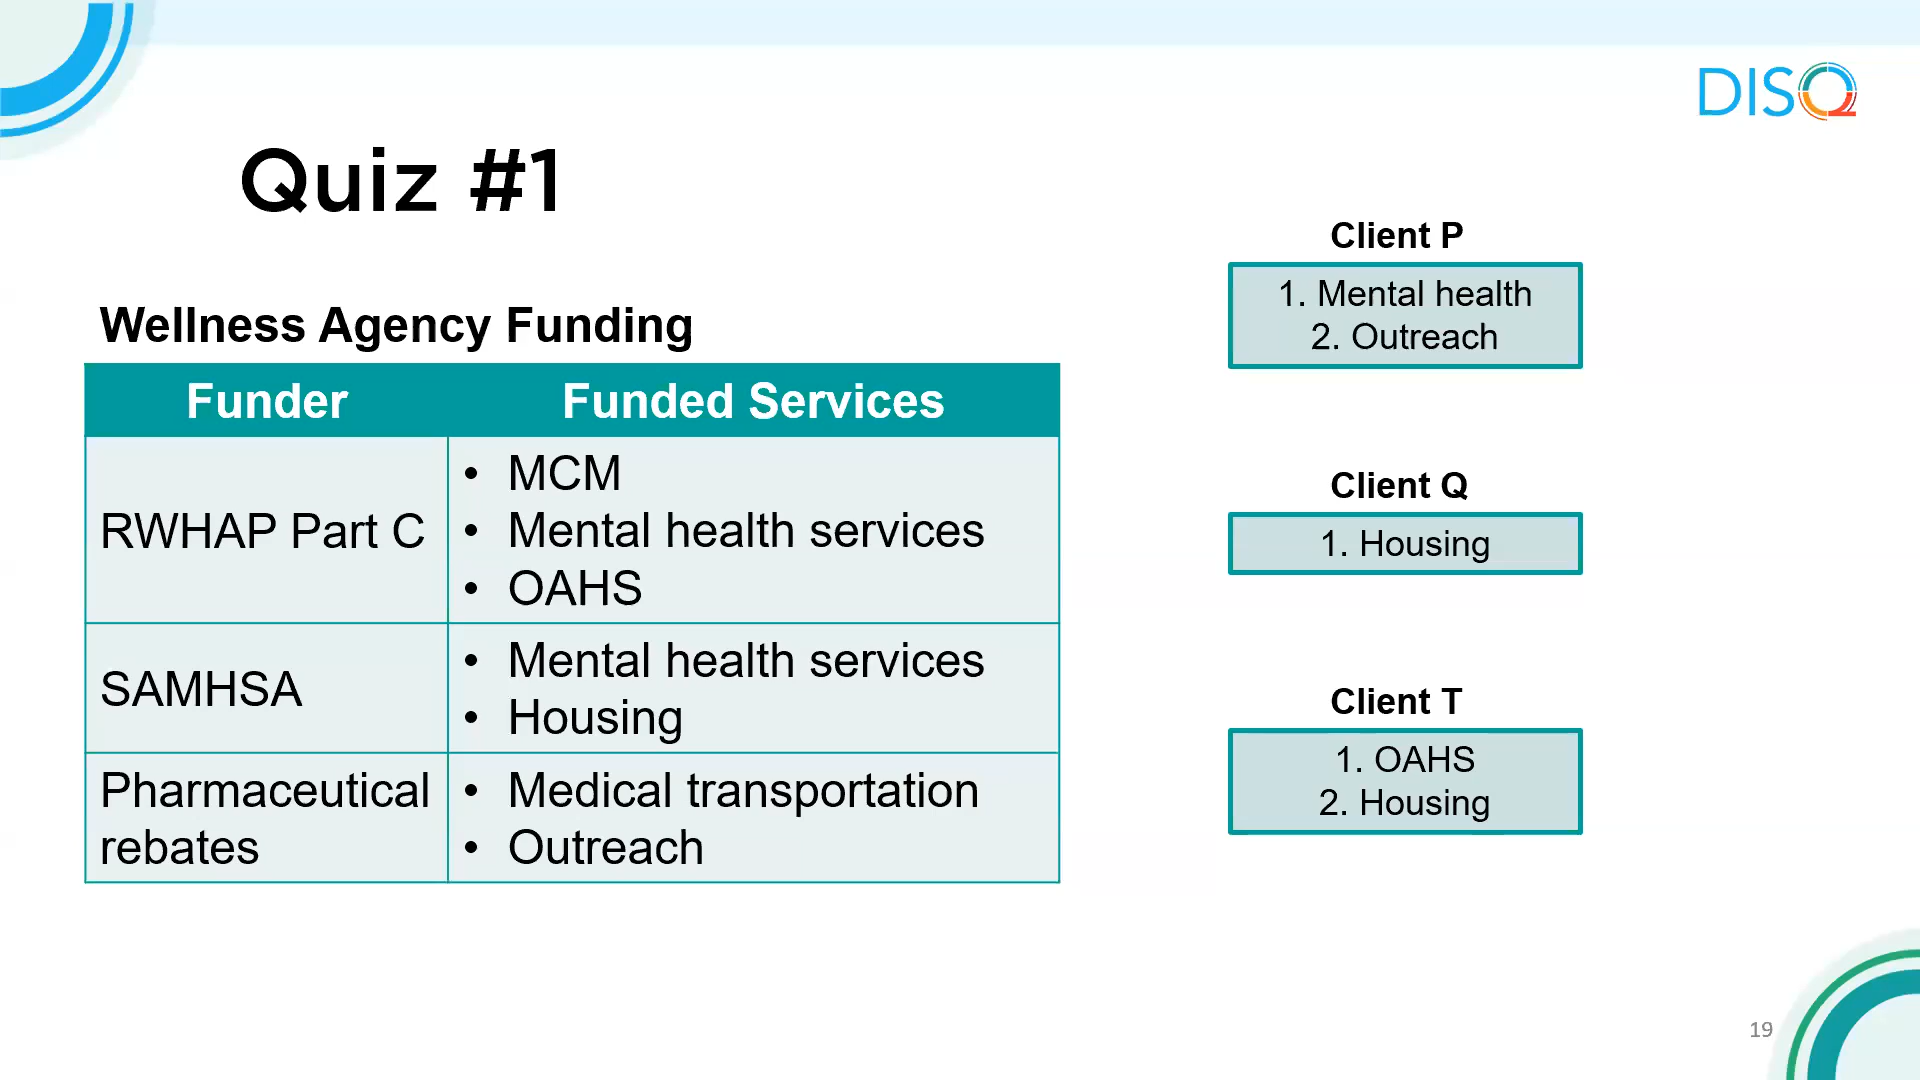 DISQ
Quiz #1
Wellness Agency Funding
Funder
Funded Services
RWHAP Part C
• MCM
• Mental health services
• OAHS
SAMHSA
• Mental health services
• Housing
Pharmaceutical
rebates
• Medical transportation
• Outreach
Client P
1. Mental health
2. Outreach
Client Q
1. Housing
Client T
1. OAHS
2. Housing
19